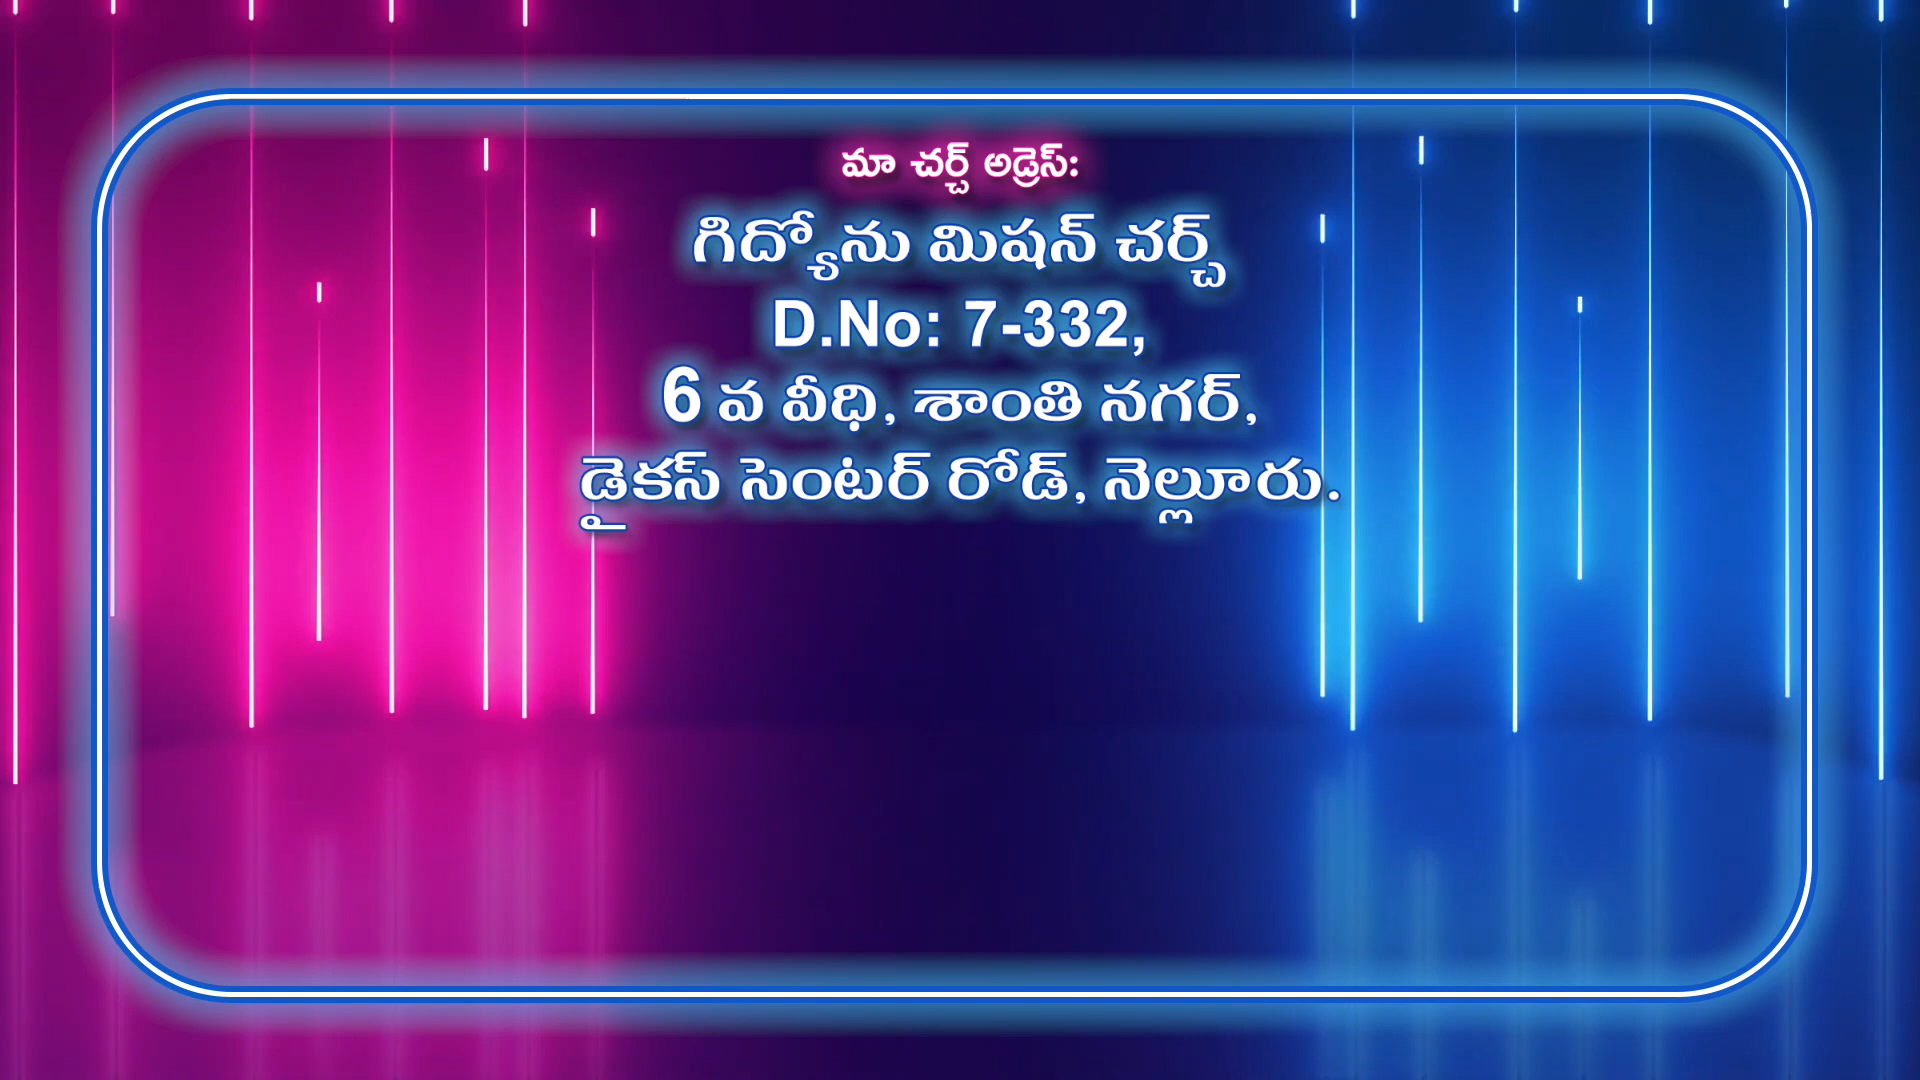 మా చర్చ్ అడ్రెస్:
గిద్యోను మిషన్ చర్చ్
D.No: 7-332,
6 వ వీధి, శాంతి నగర్,
డైకస్ సెంటర్ రోడ్, నెల్లూరు.